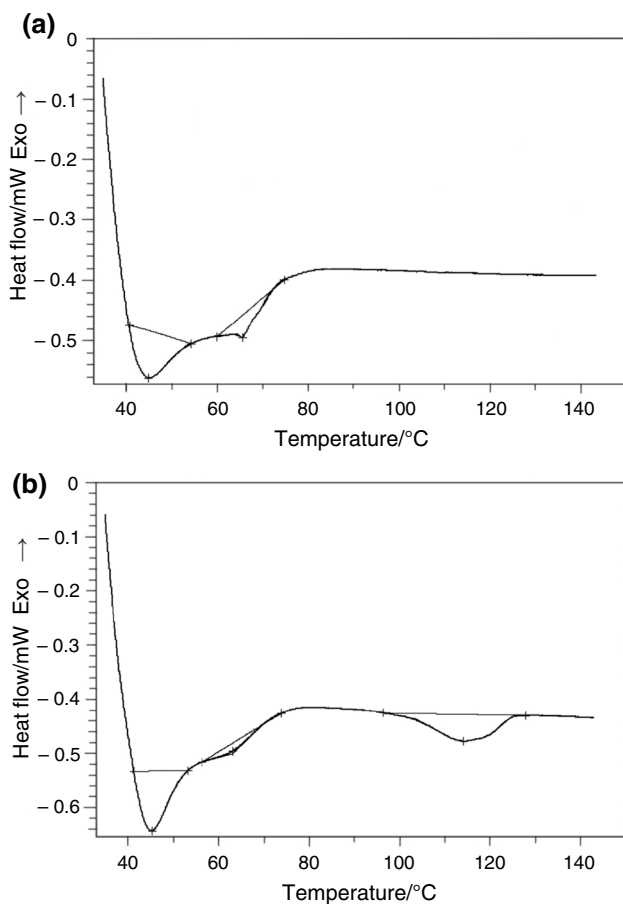 (a)
0
– 0.1
– 0.2
– 0.3
– 0.4
– 0.5
Heat flow/mW Exo →
40 60 80 100 120 140
Temperature/°C
(b)
0
– 0.1
– 0.2
– 0.3
– 0.4
– 0.5
– 0.6
Heat flow/mW Exo →
40 60 80 100 120 140
Temperature/°C